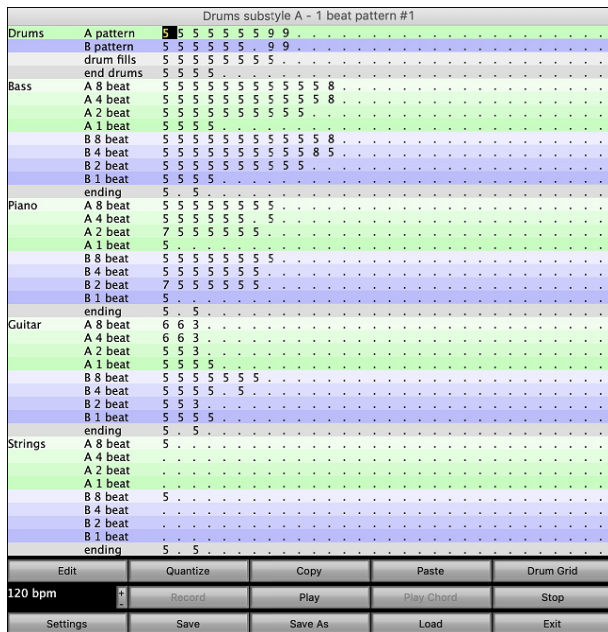 Drums substyle A - 1 beat pattern #1
Drums A pattern 5 5 5 5 5 5 5 9 9 . . . . . . . . . . . . . . . . . . . . .
B pattern 5 5 5 5 5 5 . 9 9 . . . . . . . . . . . . . . . . . . . . .
drum fills 5 5 5 5 5 5 5 5 . . . . . . . . . . . . . . . . . . . . . .
end drums 5 5 5 5 . . . . . . . . . . . . . . . . . . . . . . . . . .
Bass A 8 beat 5 5 5 5 5 5 5 5 5 5 5 8 . . . . . . . . . . . . . . . . . .
A 4 beat 5 5 5 5 5 5 5 5 5 5 5 8 . . . . . . . . . . . . . . . . . .
A 2 beat 5 5 5 5 5 5 5 5 5 5 . . . . . . . . . . . . . . . . . . . .
A 1 beat 5 5 5 5 . . . . . . . . . . . . . . . . . . . . . . . . . .
B 8 beat 5 5 5 5 5 5 5 5 5 5 5 8 . . . . . . . . . . . . . . . . . .
B 4 beat 5 5 5 5 5 5 5 5 5 5 8 5 . . . . . . . . . . . . . . . . . .
B 2 beat 5 5 5 5 5 5 5 5 5 5 . . . . . . . . . . . . . . . . . . . .
B 1 beat 5 5 5 5 . . . . . . . . . . . . . . . . . . . . . . . . . .
ending 5 . 5 . . . . . . . . . . . . . . . . . . . . . . . . . . .
Piano A 8 beat 5 5 5 5 5 5 5 5 . . . . . . . . . . . . . . . . . . . . . .
A 4 beat 5 5 5 5 5 5 . 5 . . . . . . . . . . . . . . . . . . . . . .
A 2 beat 7 5 5 5 5 5 5 . . . . . . . . . . . . . . . . . . . . . . .
A 1 beat 5 . . . . . . . . . . . . . . . . . . . . . . . . . . . . .
B 8 beat 5 5 5 5 5 5 5 5 . . . . . . . . . . . . . . . . . . . . . .
B 4 beat 5 5 5 5 5 5 5 . . . . . . . . . . . . . . . . . . . . . . .
B 2 beat 7 5 5 5 5 5 5 . . . . . . . . . . . . . . . . . . . . . . .
B 1 beat 5 . . . . . . . . . . . . . . . . . . . . . . . . . . . . .
ending 5 . 5 . . . . . . . . . . . . . . . . . . . . . . . . . . .
Guitar A 8 beat 6 6 3 . . . . . . . . . . . . . . . . . . . . . . . . . . .
A 4 beat 6 6 3 . . . . . . . . . . . . . . . . . . . . . . . . . . .
A 2 beat 5 5 3 . . . . . . . . . . . . . . . . . . . . . . . . . . .
A 1 beat 5 5 5 5 . . . . . . . . . . . . . . . . . . . . . . . . . .
B 8 beat 5 5 5 5 5 5 5 . . . . . . . . . . . . . . . . . . . . . . .
B 4 beat 5 5 5 5 . 5 . . . . . . . . . . . . . . . . . . . . . . . .
B 2 beat 5 5 3 . . . . . . . . . . . . . . . . . . . . . . . . . . .
B 1 beat 5 5 5 5 . . . . . . . . . . . . . . . . . . . . . . . . . .
ending 5 . 5 . . . . . . . . . . . . . . . . . . . . . . . . . . .
Strings A 8 beat 5 . . . . . . . . . . . . . . . . . . . . . . . . . . . . .
A 4 beat . . . . . . . . . . . . . . . . . . . . . . . . . . . . . .
A 2 beat . . . . . . . . . . . . . . . . . . . . . . . . . . . . . .
A 1 beat . . . . . . . . . . . . . . . . . . . . . . . . . . . . . .
B 8 beat 5 . . . . . . . . . . . . . . . . . . . . . . . . . . . . .
B 4 beat . . . . . . . . . . . . . . . . . . . . . . . . . . . . . .
B 2 beat . . . . . . . . . . . . . . . . . . . . . . . . . . . . . .
B 1 beat . . . . . . . . . . . . . . . . . . . . . . . . . . . . . .
ending 5 . 5 . . . . . . . . . . . . . . . . . . . . . . . . . . .
Edit Quantize Copy Paste Drum Grid
120 bpm + - Record Play Play Chord Stop
Settings Save Save As Load Exit